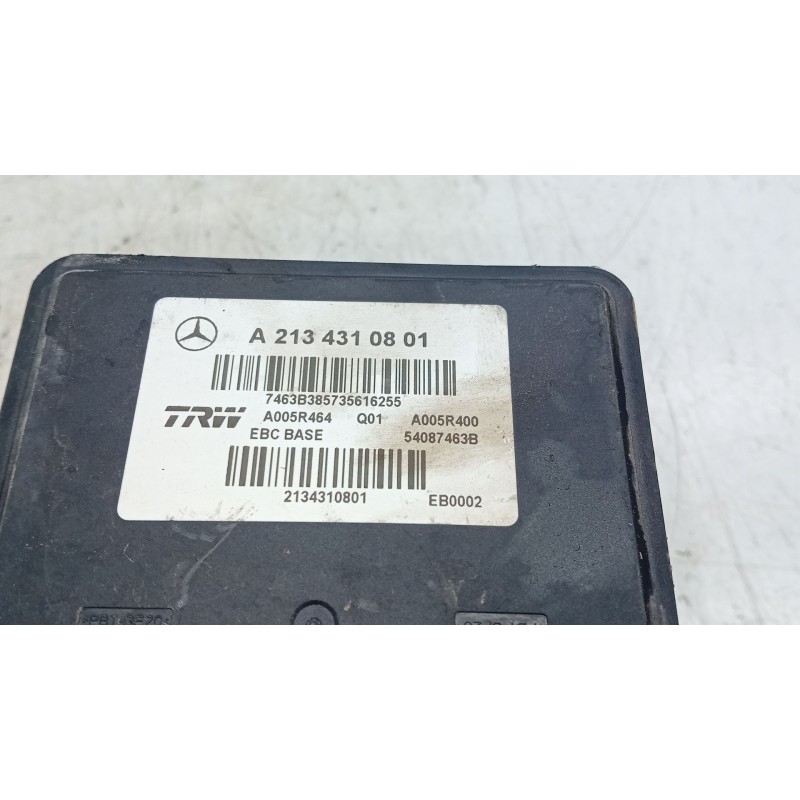 A 213 431 08 01
7463B385735616255
TRW A005R464 Q01 A005R400
EBC BASE 54087463B
2134310801 EB0002